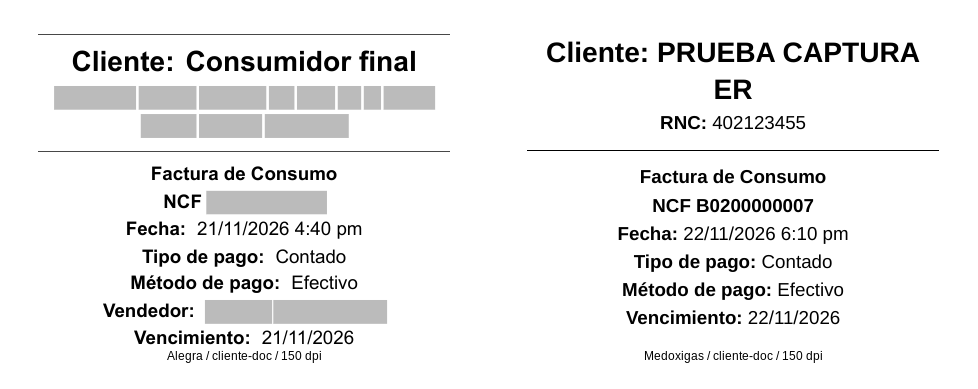 Cliente: Consumidor final
Factura de Consumo
NCF
Fecha: 21/11/2026 4:40 pm
Tipo de pago: Contado
Método de pago: Efectivo
Vendedor:
Vencimiento: 21/11/2026
Alegra / cliente-doc / 150 dpi
Cliente: PRUEBA CAPTURA
ER
RNC: 402123455
Factura de Consumo
NCF B0200000007
Fecha: 22/11/2026 6:10 pm
Tipo de pago: Contado
Método de pago: Efectivo
Vencimiento: 22/11/2026
Medoxigas / cliente-doc / 150 dpi